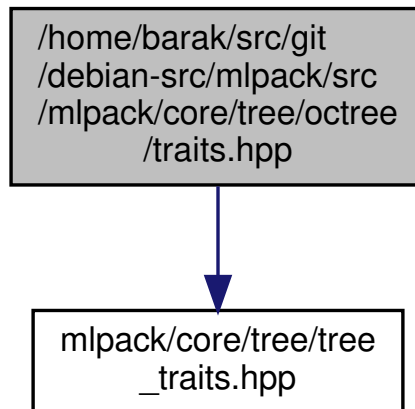 /home/barak/src/git
/debian-src/mlpack/src
/mlpack/core/tree/octree
/traits.hpp
mlpack/core/tree/tree
_traits.hpp